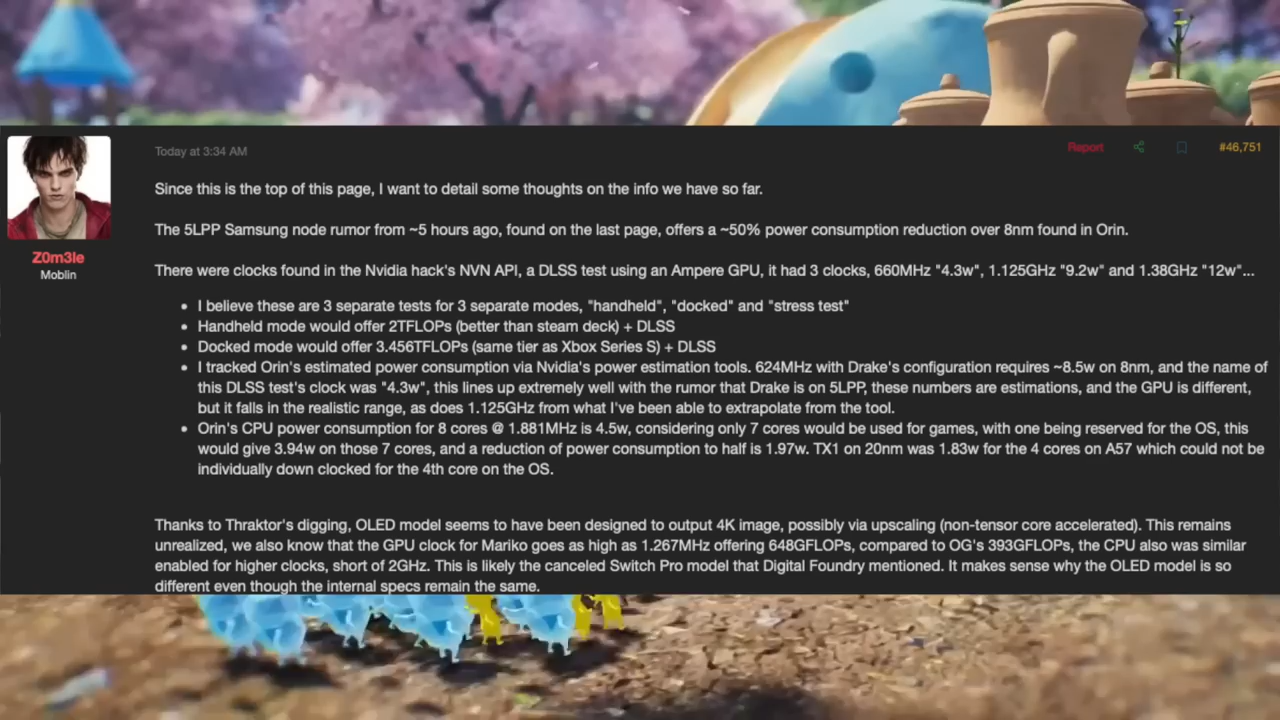 Today at 3:34 AM
Report
#46,751
Since this is the top of this page, I want to detail some thoughts on the info we have so far.
The 5LPP Samsung node rumor from ~5 hours ago, found on the last page, offers a ~50% power consumption reduction over 8nm found in Orin.
Z0m3le
Moblin
There were clocks found in the Nvidia hack's NVN API, a DLSS test using an Ampere GPU, it had 3 clocks, 660MHz "4.3w", 1.125GHz "9.2w" and 1.38GHz "12w"...
• I believe these are 3 separate tests for 3 separate modes, "handheld", "docked" and "stress test"
• Handheld mode would offer 2TFLOPs (better than steam deck) + DLSS
• Docked mode would offer 3.456TFLOPs (same tier as Xbox Series S) + DLSS
• I tracked Orin's estimated power consumption via Nvidia's power estimation tools. 624MHz with Drake's configuration requires ~8.5w on 8nm, and the name of
this DLSS test's clock was "4.3w", this lines up extremely well with the rumor that Drake is on 5LPP, these numbers are estimations, and the GPU is different,
but it falls in the realistic range, as does 1.125GHz from what I've been able to extrapolate from the tool.
• Orin's CPU power consumption for 8 cores @ 1.881MHz is 4.5w, considering only 7 cores would be used for games, with one being reserved for the OS, this
would give 3.94w on those 7 cores, and a reduction of power consumption to half is 1.97w. TX1 on 20nm was 1.83w for the 4 cores on A57 which could not be
individually down clocked for the 4th core on the OS.
Thanks to Thraktor's digging, OLED model seems to have been designed to output 4K image, possibly via upscaling (non-tensor core accelerated). This remains
unrealized, we also know that the GPU clock for Mariko goes as high as 1.267MHz offering 648GFLOPs, compared to OG's 393GFLOPs, the CPU also was similar
enabled for higher clocks, short of 2GHz. This is likely the canceled Switch Pro model that Digital Foundry mentioned. It makes sense why the OLED model is so
different even though the internal specs remain the same.